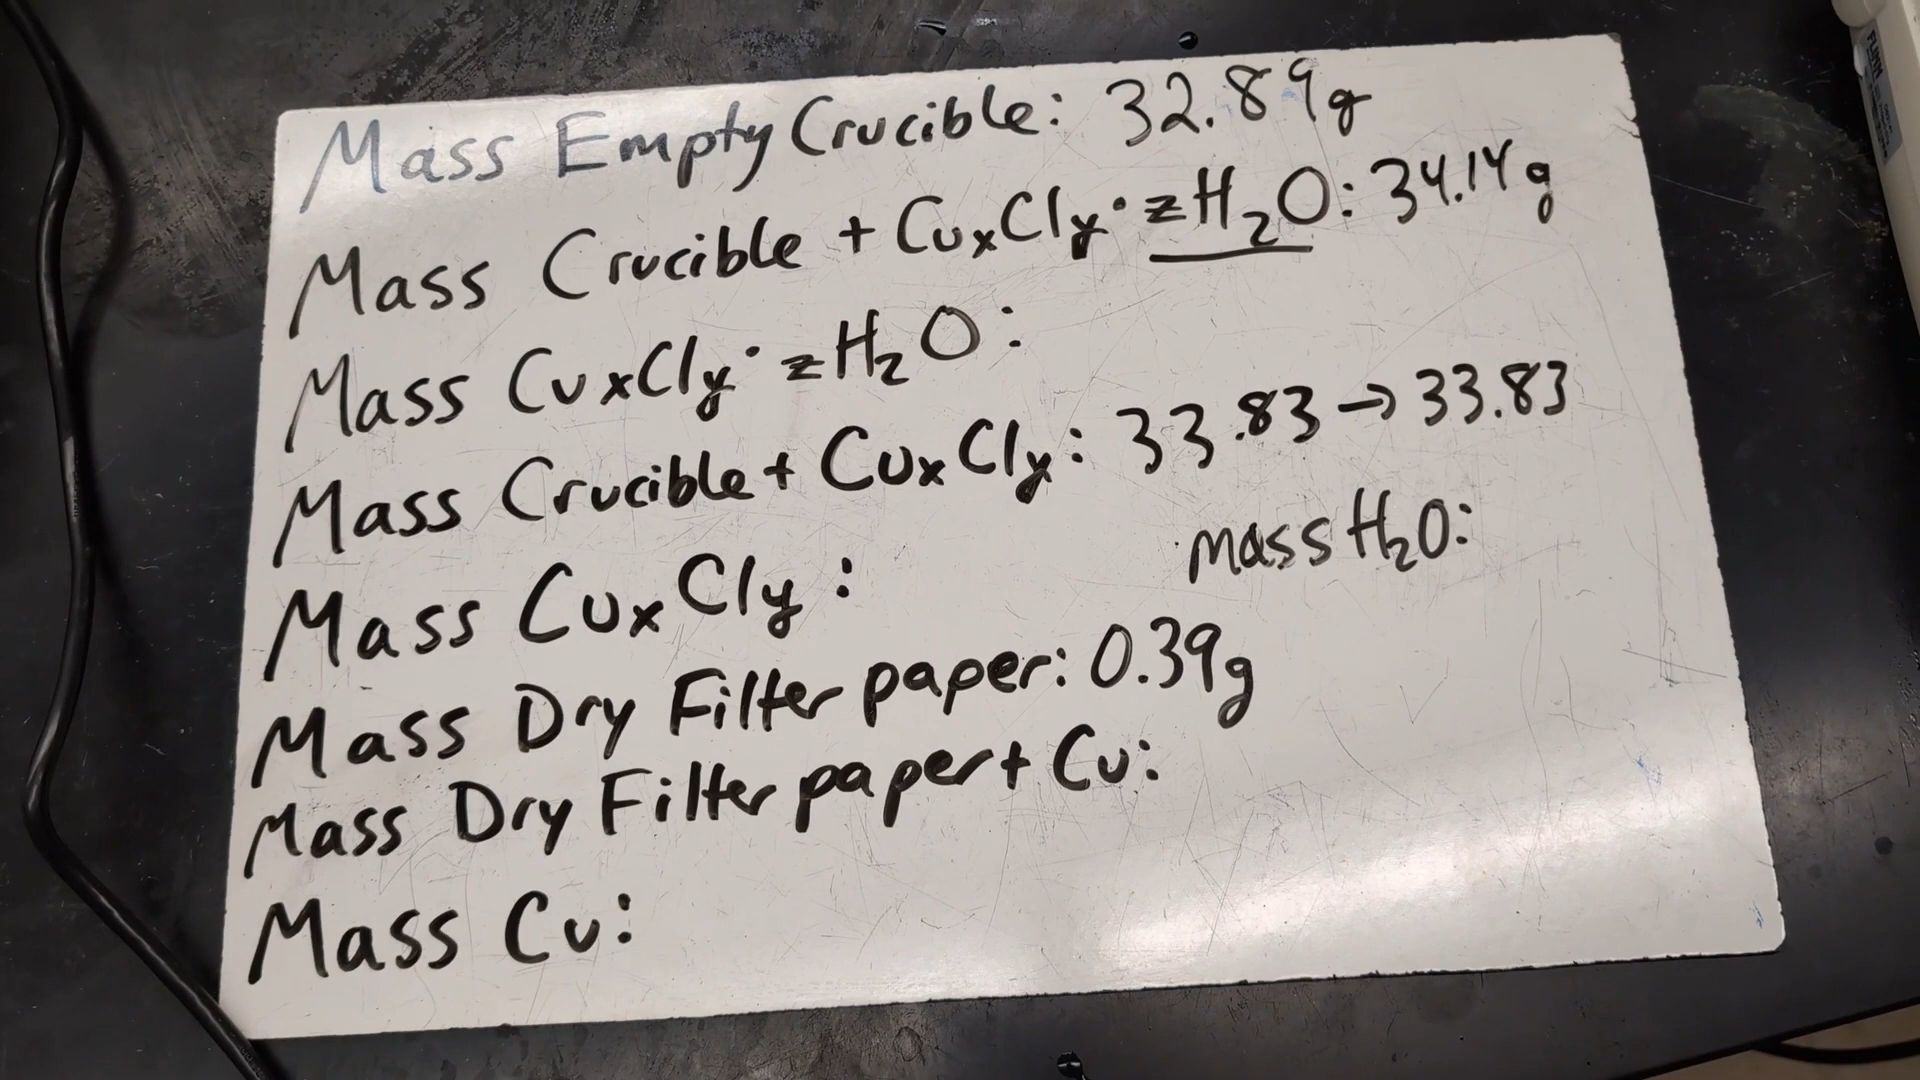 Mass Empty Crucible: 32.89g
Mass Crucible + CuxCly·zH2O: 34.14g
Mass CuxCly·zH2O:
Mass Crucible + CuxCly: 33.83→33.83
Mass CuxCly:
mass H2O:
Mass Dry Filter paper: 0.39g
Mass Dry Filter paper + Cu:
Mass Cu:
FLINN